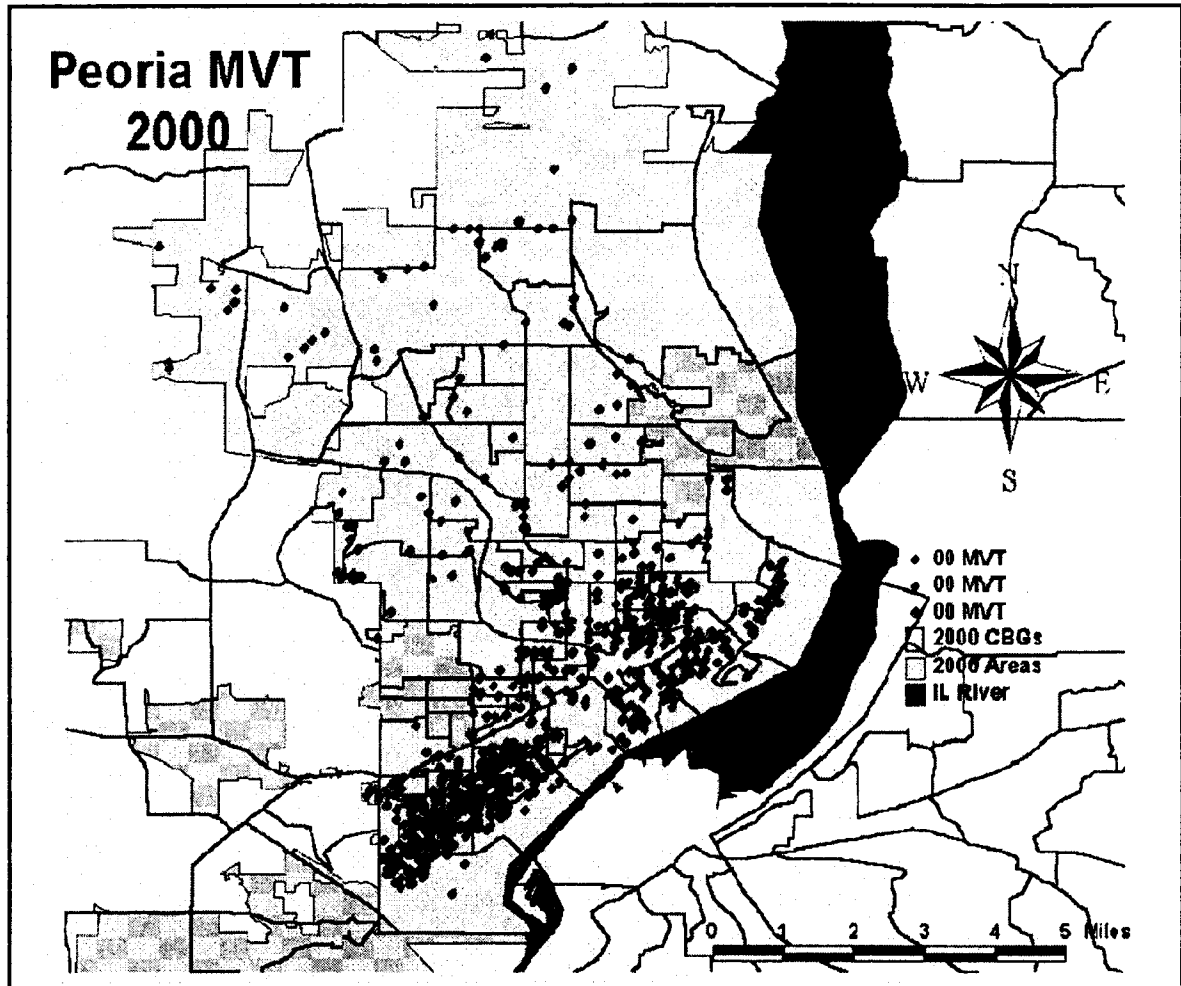 Peoria MVT
2000
N
W
E
S
00 MVT
00 MVT
00 MVT
2000 CBGs
2000 Areas
IL River
0 1 2 3 4 5 Miles